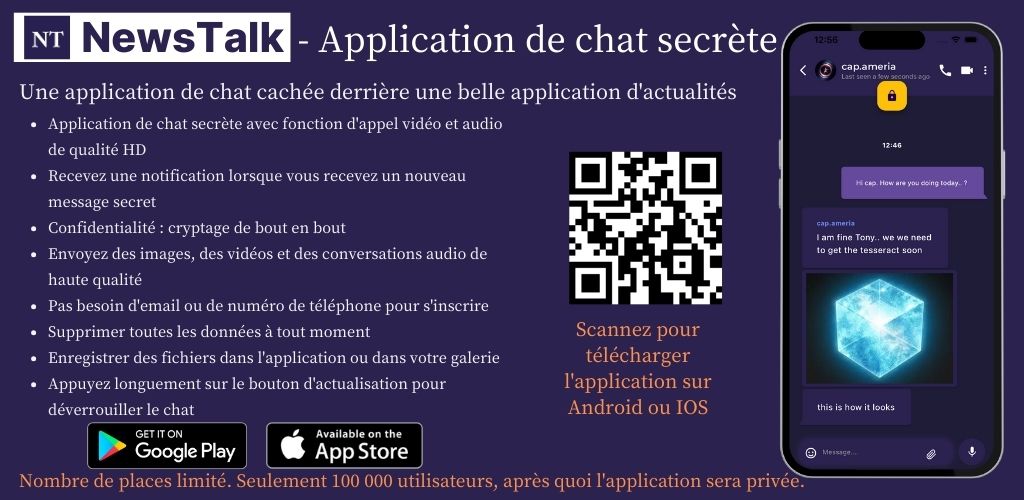 NT NewsTalk - Application de chat secrète
Une application de chat cachée derrière une belle application d'actualités
• Application de chat secrète avec fonction d'appel vidéo et audio
de qualité HD
• Recevez une notification lorsque vous recevez un nouveau
message secret
• Confidentialité : cryptage de bout en bout
• Envoyez des images, des vidéos et des conversations audio de
haute qualité
• Pas besoin d'email ou de numéro de téléphone pour s'inscrire
• Supprimer toutes les données à tout moment
• Enregistrer des fichiers dans l'application ou dans votre galerie
• Appuyez longuement sur le bouton d'actualisation pour
déverrouiller le chat
GET IT ON
Google Play
Available on the
App Store
Scannez pour
télécharger
l'application sur
Android ou IOS
Nombre de places limité. Seulement 100 000 utilisateurs, après quoi l'application sera privée.
12:56
cap.ameria
Last seen a few seconds ago
12:46
Hi cap. How are you doing today.. ?
cap.ameria
I am fine Tony.. we we need
to get the tesseract soon
this is how it looks
Message....